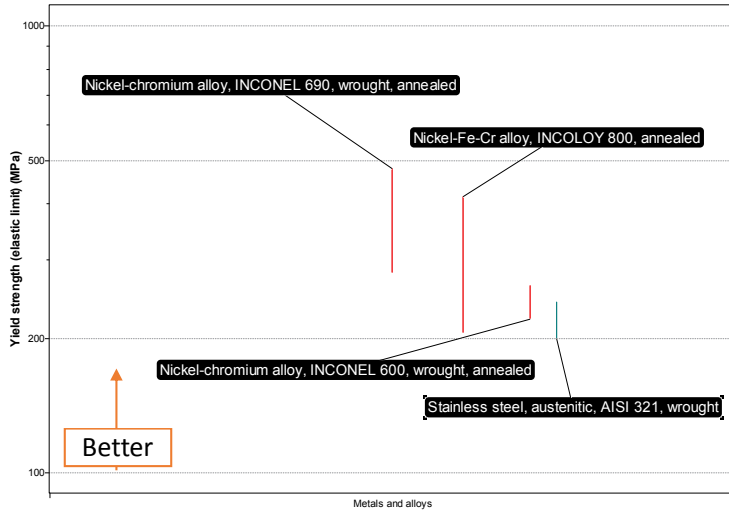 1000
Nickel-chromium alloy, INCONEL 690, wrought, annealed
Nickel-Fe-Cr alloy, INCOLOY 800, annealed
500
Yield strength (elastic limit) (MPa)
200
Nickel-chromium alloy, INCONEL 600, wrought, annealed
Stainless steel, austenitic, AISI 321, wrought
Better
100
Metals and alloys